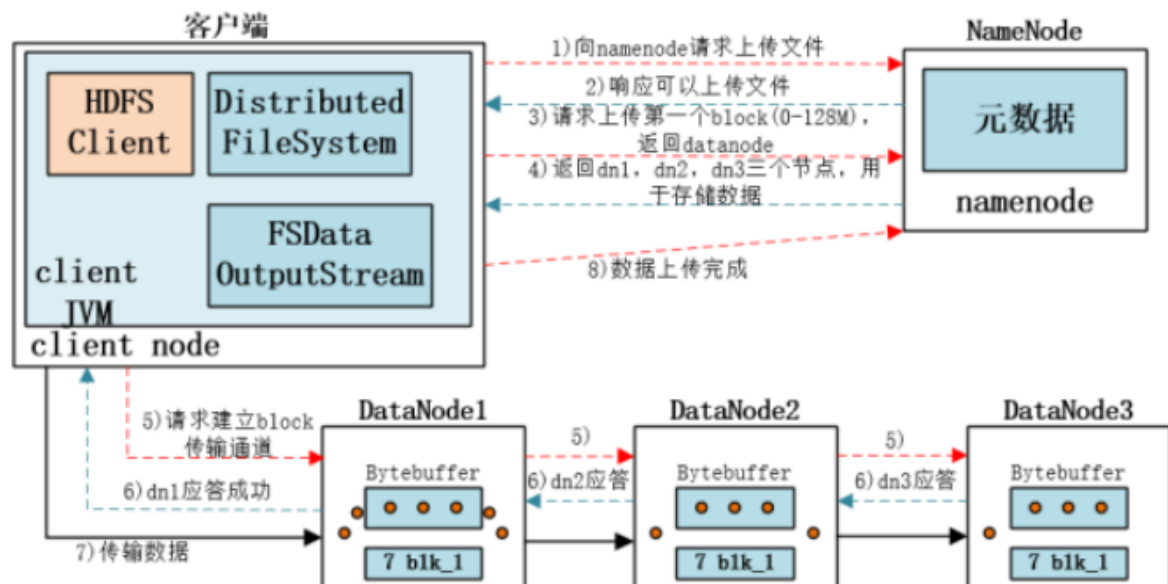 客户端
HDFS
Client
Distributed
FileSystem
FSData
OutputStream
client
JVM
client node
1)向namenode请求上传文件
2)响应可以上传文件
3)请求上传第一个block(0-128M),
返回datanode
4)返回dn1, dn2, dn3三个节点, 用
于存储数据
8)数据上传完成
NameNode
元数据
namenode
5)请求建立block
传输通道
6)dn1应答成功
7)传输数据
DataNode1
Bytebuffer
7 blk_1
5)
6)dn2应答
DataNode2
Bytebuffer
7 blk_1
5)
6)dn3应答
DataNode3
Bytebuffer
7 blk_1